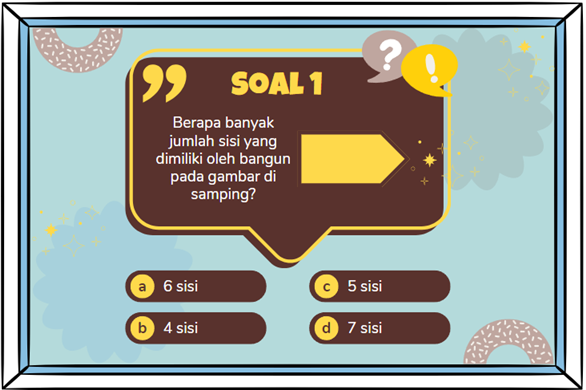 SOAL 1
Berapa banyak
jumlah sisi yang
dimiliki oleh bangun
pada gambar di
samping?
a 6 sisi
b 4 sisi
c 5 sisi
d 7 sisi